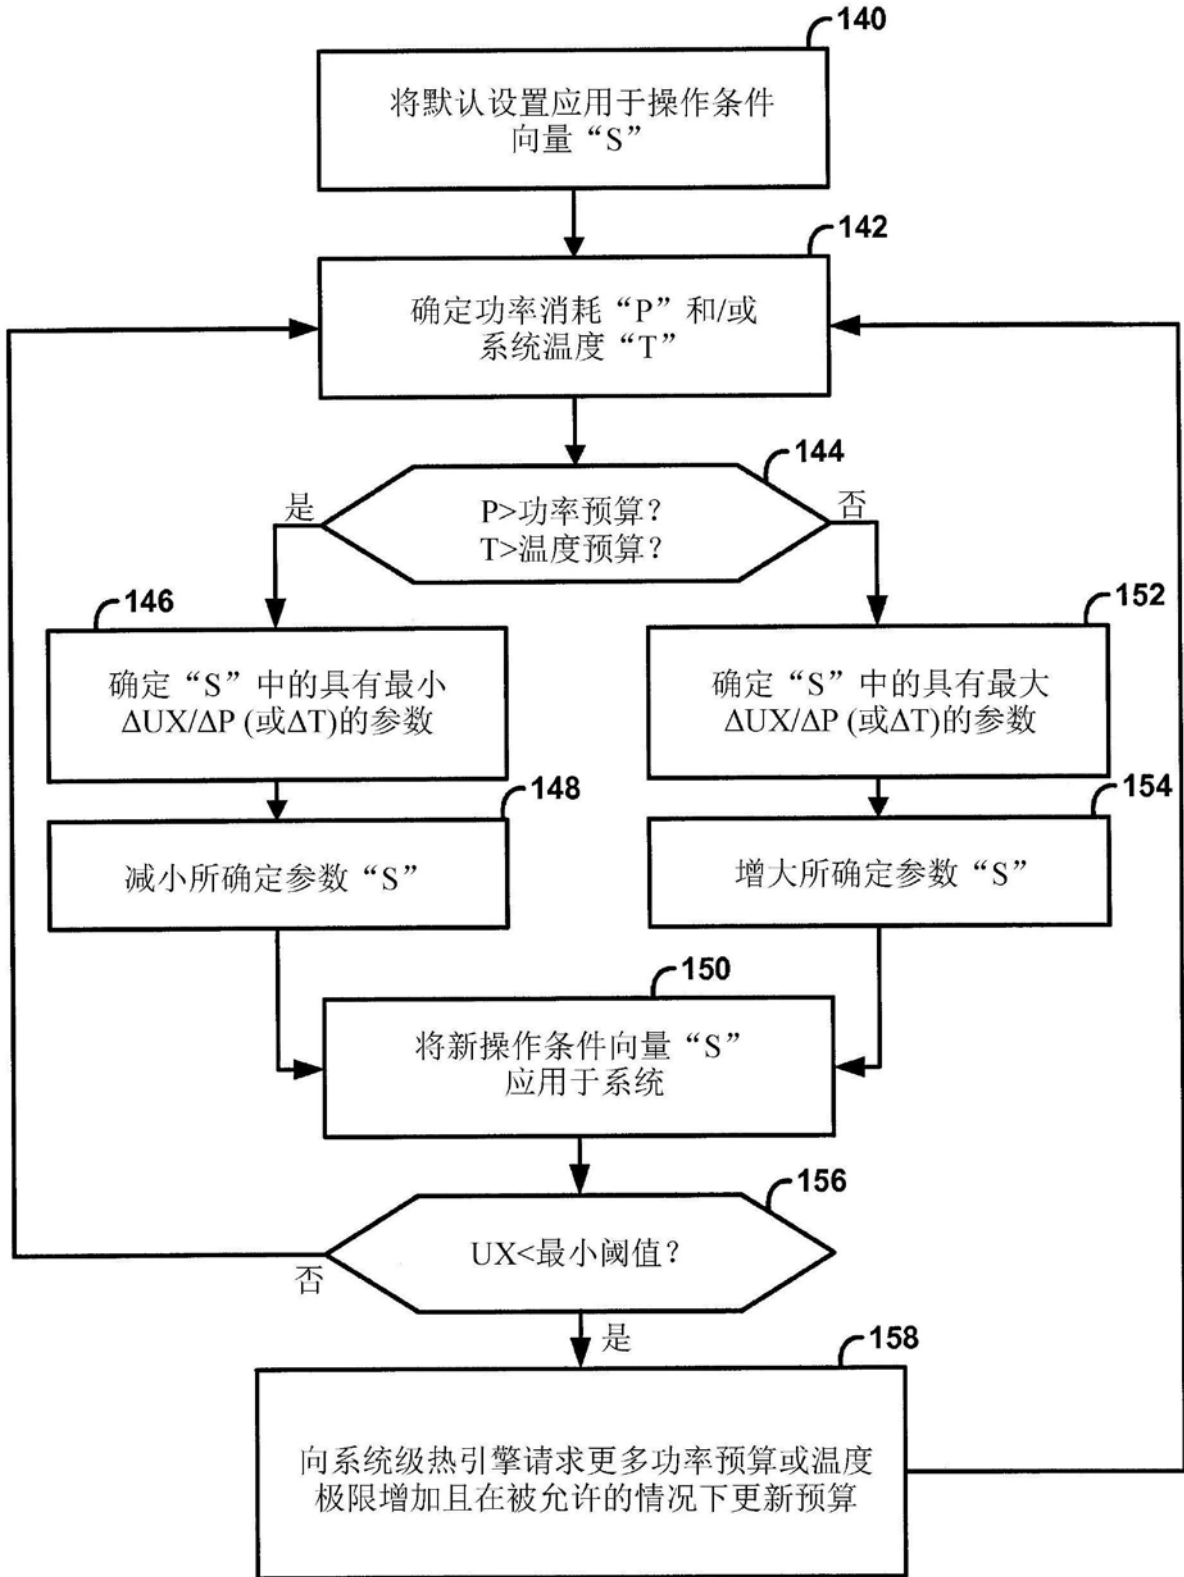 140
将默认设置应用于操作条件
向量“S”
142
确定功率消耗“P”和/或
系统温度“T”
144
P>功率预算?
T>温度预算?
是
否
146
确定“S”中的具有最小
ΔUX/ΔP (或ΔT)的参数
152
确定“S”中的具有最大
ΔUX/ΔP (或ΔT)的参数
148
减小所确定参数“S”
154
增大所确定参数“S”
150
将新操作条件向量“S”
应用于系统
156
UX<最小阈值?
否
是
158
向系统级热引擎请求更多功率预算或温度
极限增加且在被允许的情况下更新预算